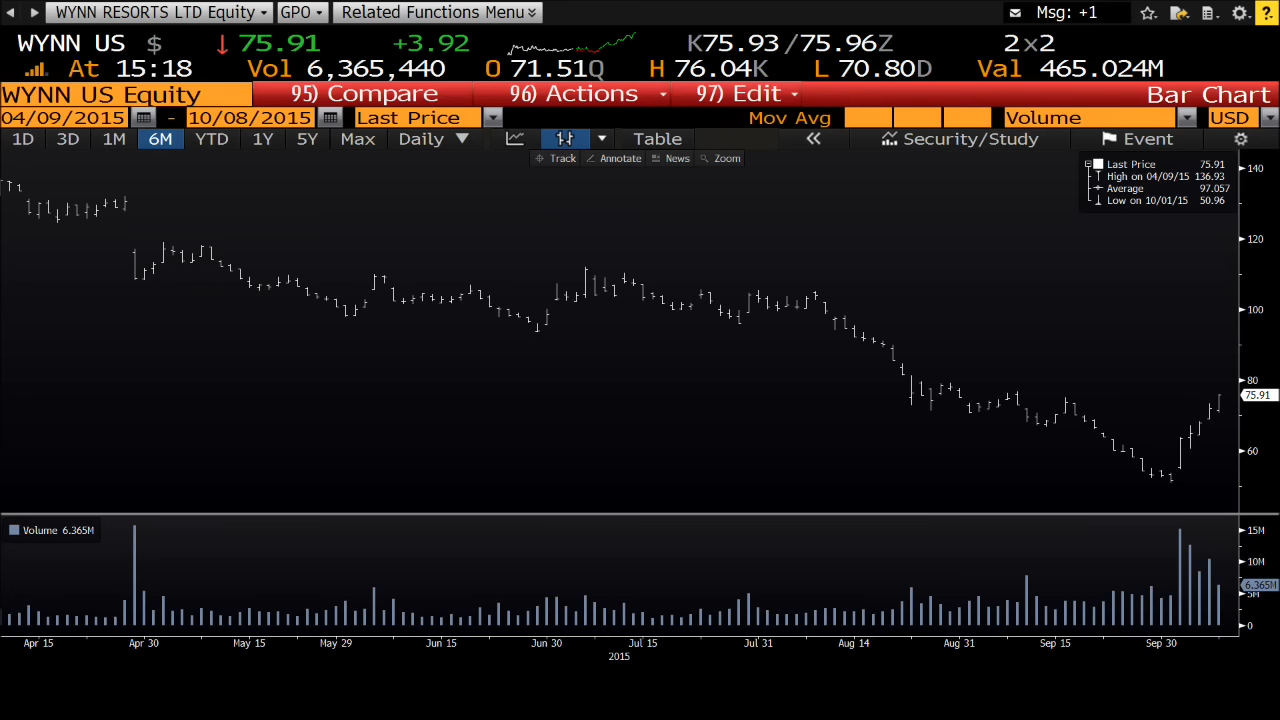 WYNN RESORTS LTD Equity GPO Related Functions Menu Msg: +1 ?
WYNN US $ ↓ 75.91 +3.92 K75.93 /75.96Z 2x2
At 15:18 Vol 6,365,440 O 71.51Q H 76.04K L 70.80D Val 465.024M
WYNN US Equity 95) Compare 96) Actions 97) Edit Bar Chart
04/09/2015 - 10/08/2015 Last Price Mov Avg Volume USD
1D 3D 1M 6M YTD 1Y 5Y Max Daily Table Security/Study Event
Track Annotate News Zoom
Last Price 75.91
High on 04/09/15 136.93
Average 97.057
Low on 10/01/15 50.96
140
120
100
80
75.91
60
Volume 6.365M
15M
10M
6.365M
5M
0
Apr 15 Apr 30 May 15 May 29 Jun 15 Jun 30 Jul 15 Jul 31 Aug 14 Aug 31 Sep 15 Sep 30
2015